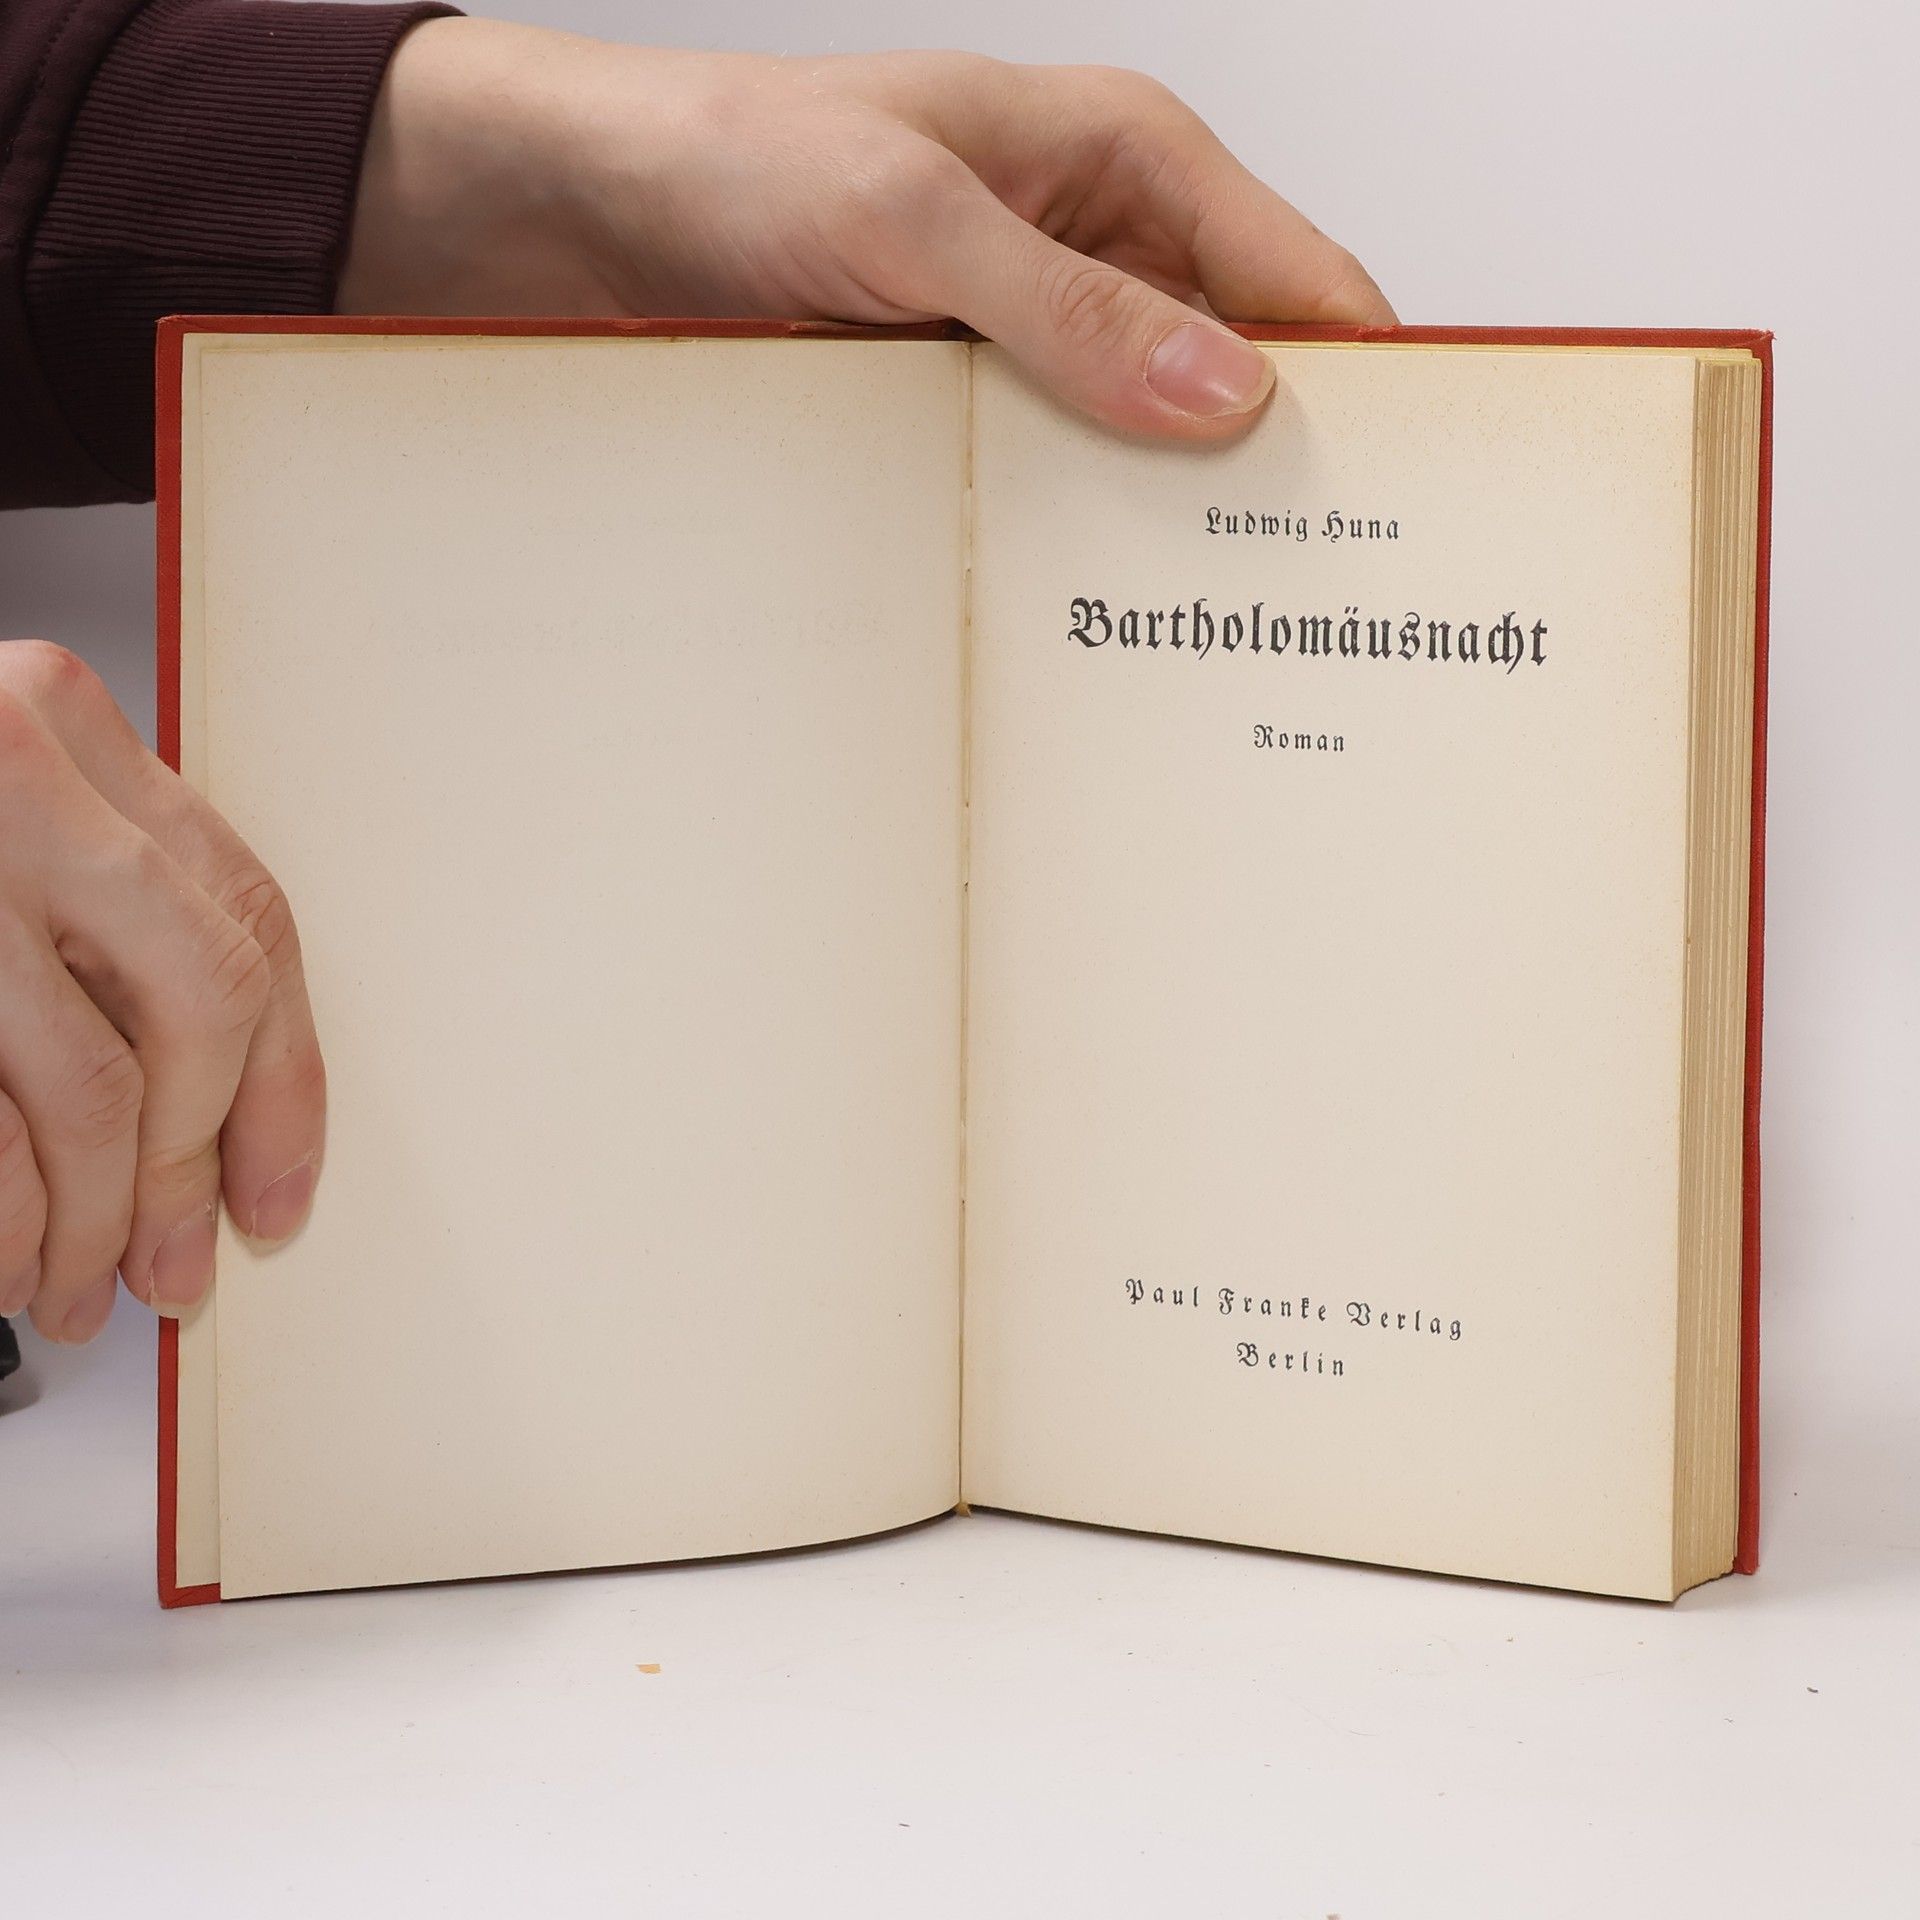 Ludwig Huna
Bartholomäusnacht
Roman
Paul Franke Verlag
Berlin